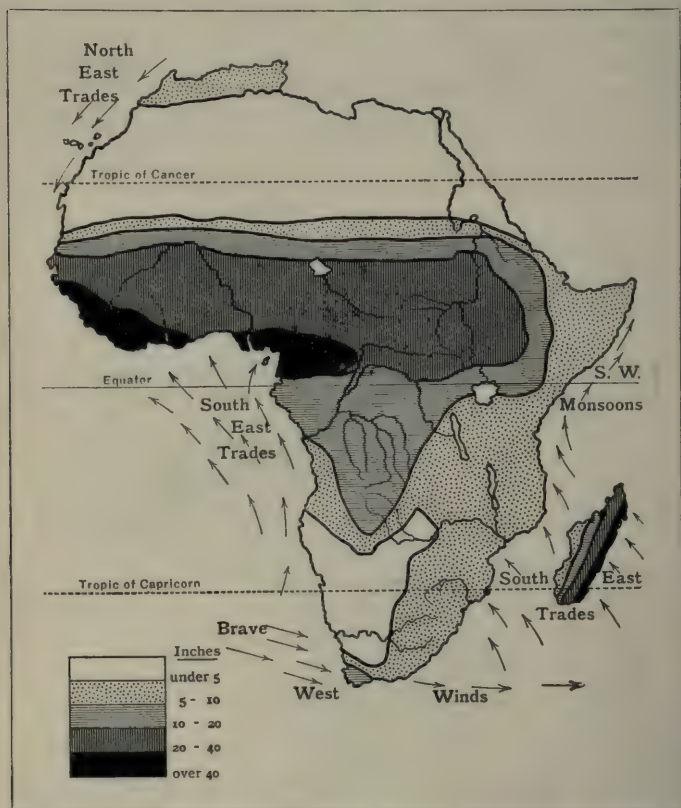 North
East
Trades
Tropic of Cancer
Equator
S. W.
Monsoons
South
East
Trades
Tropic of Capricorn
South East
Trades
Brave
West Winds
Inches
under 5
5 - 10
10 - 20
20 - 40
over 40